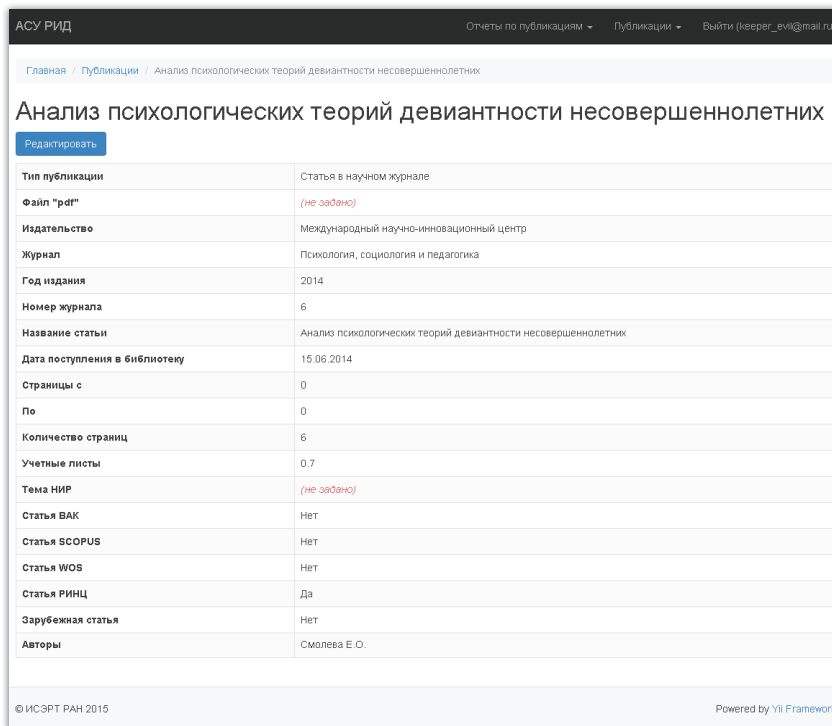 АСУ РИД Отчеты по публикациям Публикации Выйти (keeper_evil@mail.ru
Главная / Публикации / Анализ психологических теорий девиантности несовершеннолетних
Анализ психологических теорий девиантности несовершеннолетних
Редактировать
Тип публикации Статья в научном журнале
Файл "pdf" (не задано)
Издательство Международный научно-инновационный центр
Журнал Психология, социология и педагогика
Год издания 2014
Номер журнала 6
Название статьи Анализ психологических теорий девиантности несовершеннолетних
Дата поступления в библиотеку 15.06.2014
Страницы с 0
По 0
Количество страниц 6
Учетные листы 0.7
Тема НИР (не задано)
Статья ВАК Нет
Статья SCOPUS Нет
Статья WOS Нет
Статья РИНЦ Да
Зарубежная статья Нет
Авторы Смолева Е.О.
© ИСЭРТ РАН 2015 Powered by Yii Framework